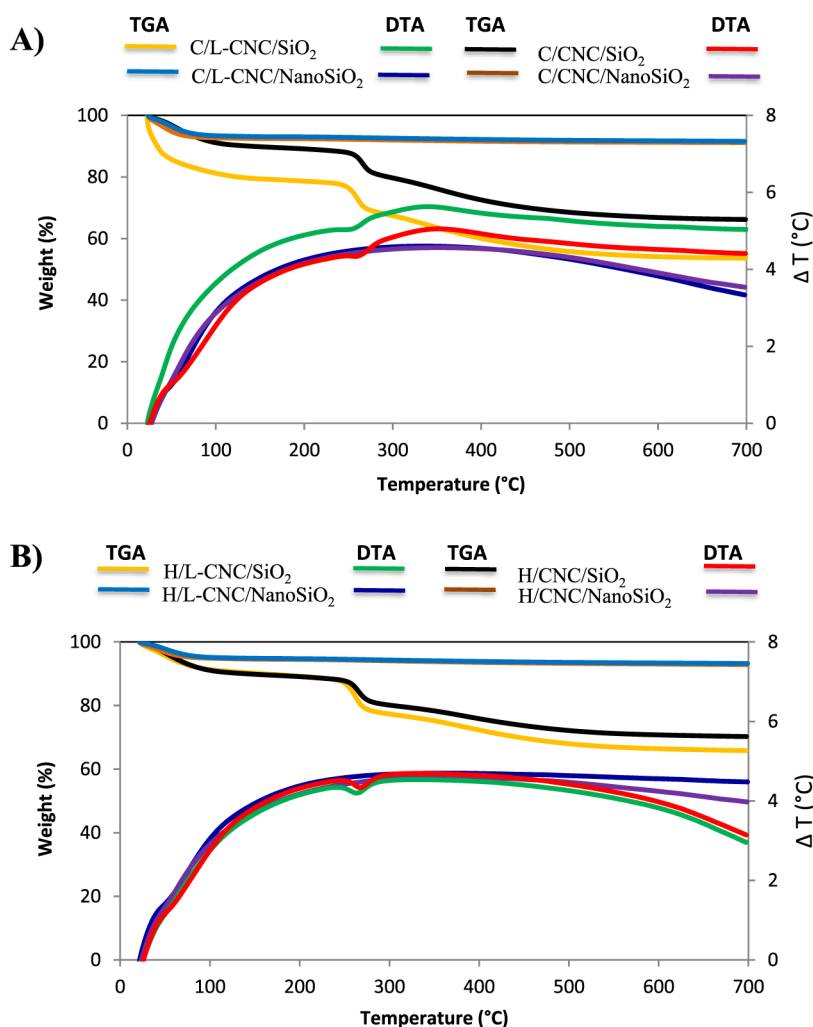 A)
TGA DTA TGA DTA
C/L-CNC/SiO₂ C/CNC/SiO₂
C/L-CNC/NanoSiO₂ C/CNC/NanoSiO₂
100 8
80 6
60
4
40
20 2
0 0
0 100 200 300 400 500 600 700
Weight (%)
Δ T (°C)
Temperature (°C)
B)
TGA DTA TGA DTA
H/L-CNC/SiO₂ H/CNC/SiO₂
H/L-CNC/NanoSiO₂ H/CNC/NanoSiO₂
100 8
80 6
60
4
40
20 2
0 0
0 100 200 300 400 500 600 700
Weight (%)
Δ T (°C)
Temperature (°C)